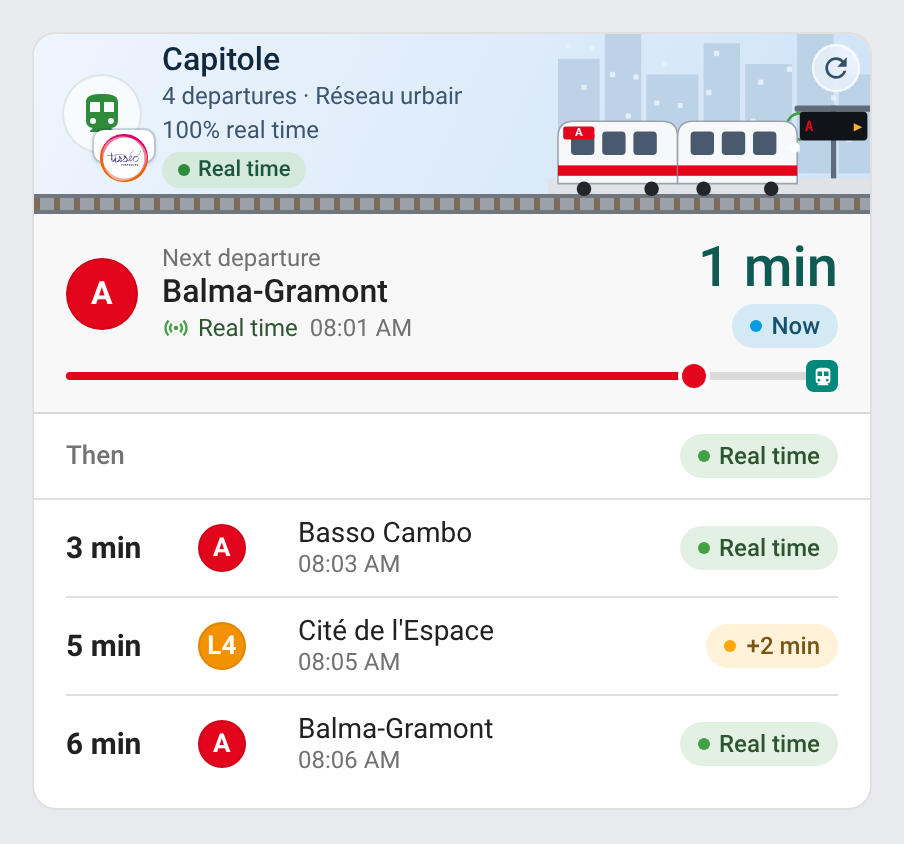 Capitole
4 departures · Réseau urbair
100% real time
Real time
tisséo
A
A
Next departure
A
Balma-Gramont
1 min
Real time 08:01 AM
Now
Then
Real time
3 min
A
Basso Cambo
08:03 AM
Real time
5 min
L4
Cité de l'Espace
08:05 AM
+2 min
6 min
A
Balma-Gramont
08:06 AM
Real time